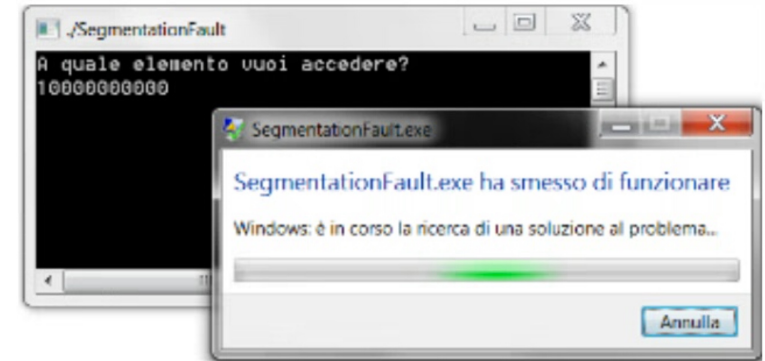 ./SegmentationFault
A quale elemento vuoi accedere?
10000000000
SegmentationFault.exe
SegmentationFault.exe ha smesso di funzionare
Windows: è in corso la ricerca di una soluzione al problema...
Annulla